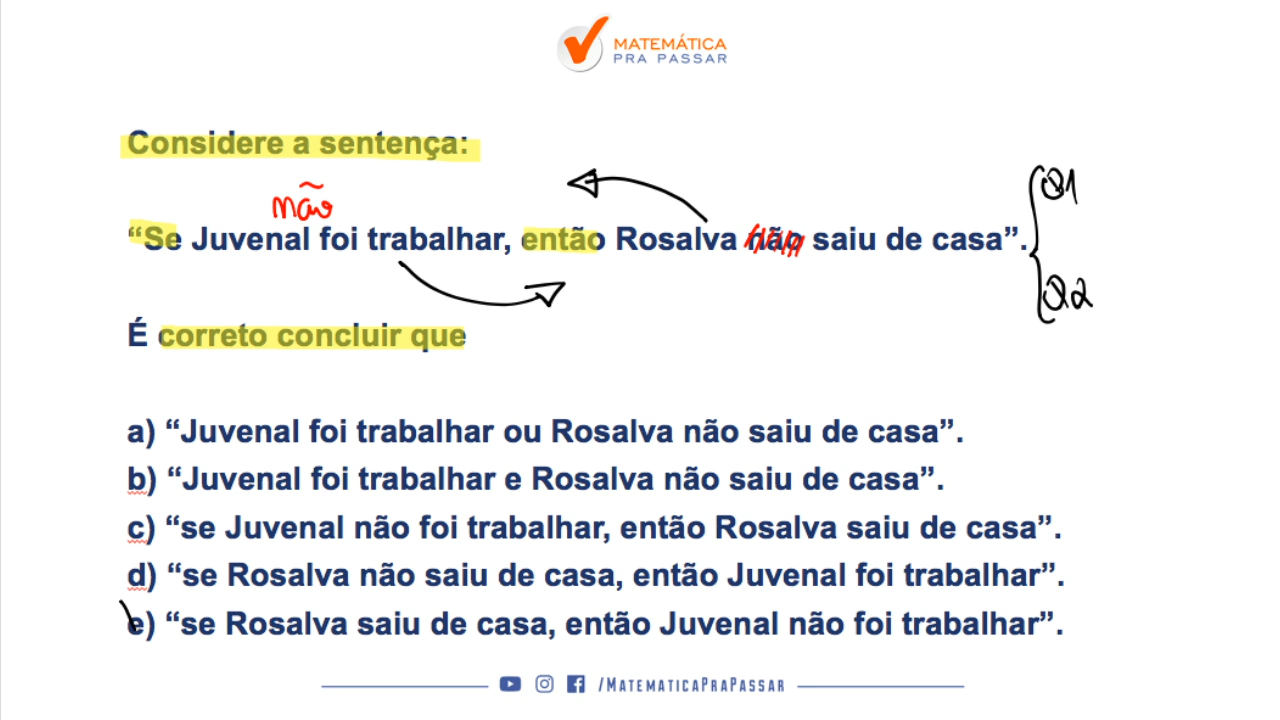 MATEMÁTICA
PRA PASSAR
Considere a sentença:
não
“Se Juvenal foi trabalhar, então Rosalva não saiu de casa”.
É correto concluir que
a) “Juvenal foi trabalhar ou Rosalva não saiu de casa”.
b) “Juvenal foi trabalhar e Rosalva não saiu de casa”.
c) “se Juvenal não foi trabalhar, então Rosalva saiu de casa”.
d) “se Rosalva não saiu de casa, então Juvenal foi trabalhar”.
e) “se Rosalva saiu de casa, então Juvenal não foi trabalhar”.
/MATEMATICAPRAPASSAR